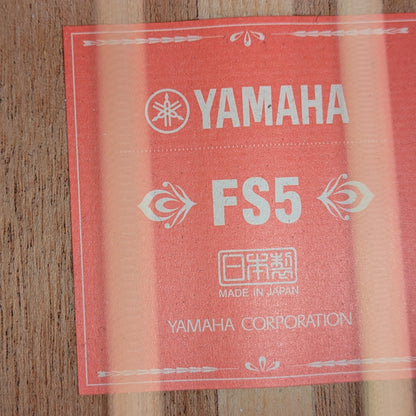 YAMAHA
FS5
日本製
MADE IN JAPAN
YAMAHA CORPORATION